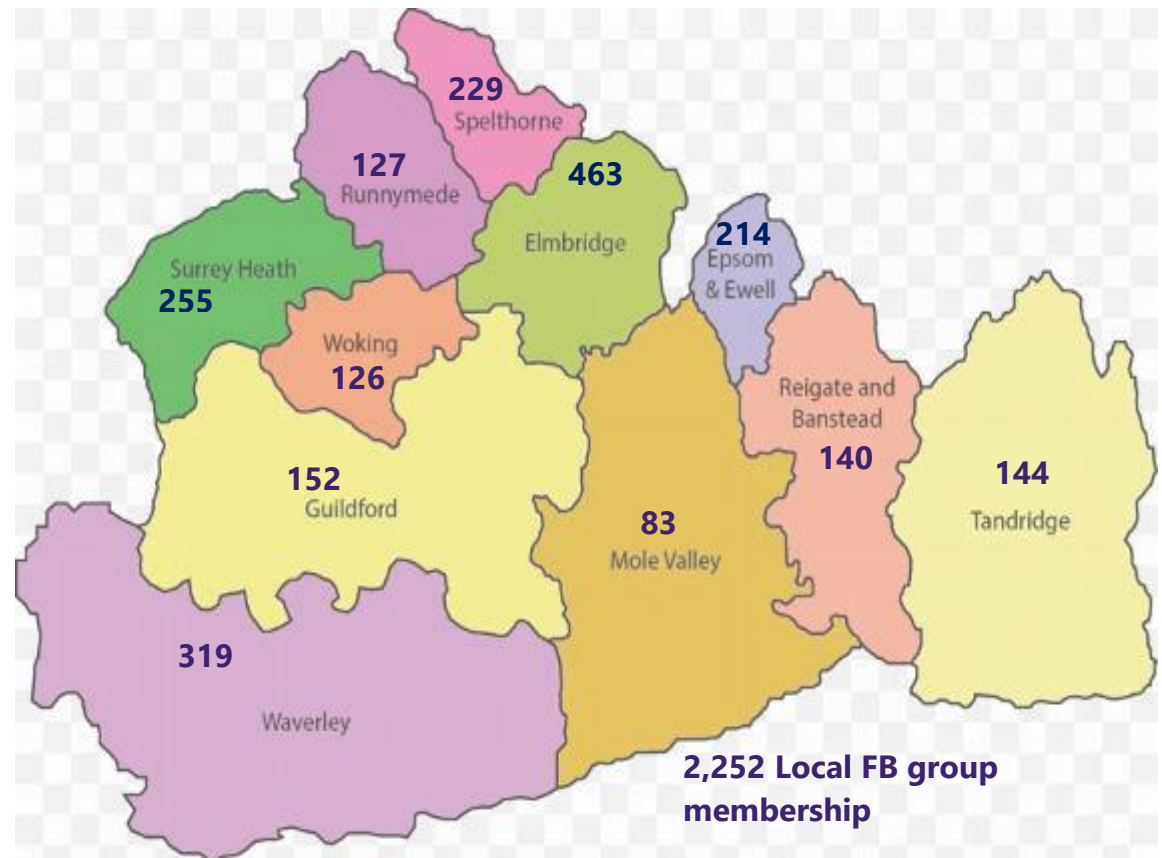 229
Spelthorne
127
Runnymede
463
Elmbridge
214
Epsom
& Ewell
Surrey Heath
255
Woking
126
Reigate and
Banstead
140
144
Tandridge
152
Guildford
83
Mole Valley
319
Waverley
2,252 Local FB group
membership